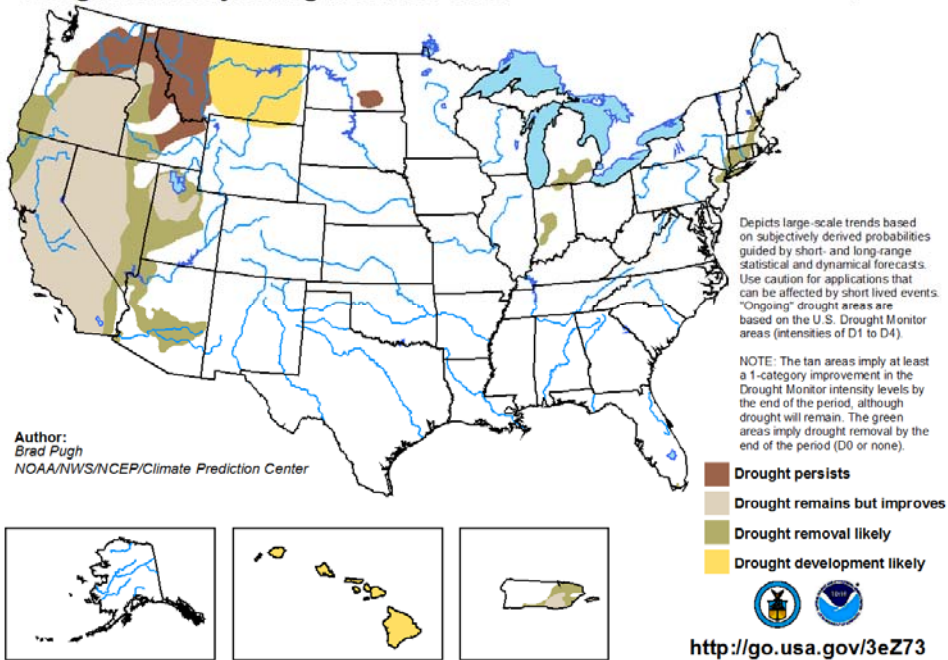 Depicts large-scale trends based
on subjectively derived probabilities
guided by short- and long-range
statistical and dynamical forecasts.
Use caution for applications that
can be affected by short lived events.
"Ongoing" drought areas are
based on the U.S. Drought Monitor
areas (intensities of D1 to D4).
NOTE: The tan areas imply at least
a 1-category improvement in the
Drought Monitor intensity levels by
the end of the period, although
drought will remain. The green
areas imply drought removal by the
end of the period (D0 or none).
Author:
Brad Pugh
NOAA/NWS/NCEP/Climate Prediction Center
Drought persists
Drought remains but improves
Drought removal likely
Drought development likely
http://go.usa.gov/3eZ73